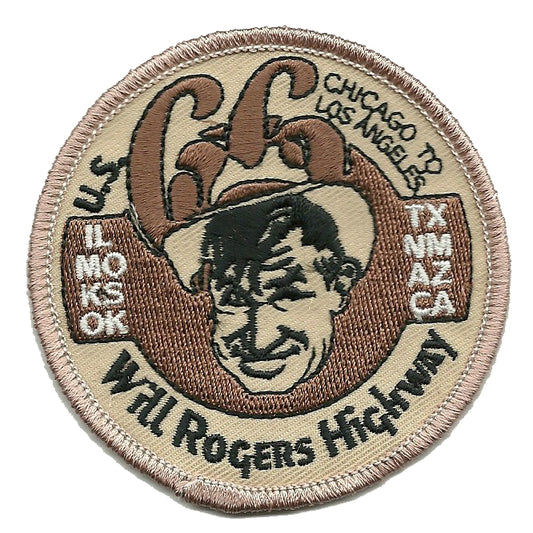 U.S. 66
CHICAGO TO
LOS ANGELES
IL
MO
KS
OK
TX
NM
AZ
CA
Will Rogers Highway